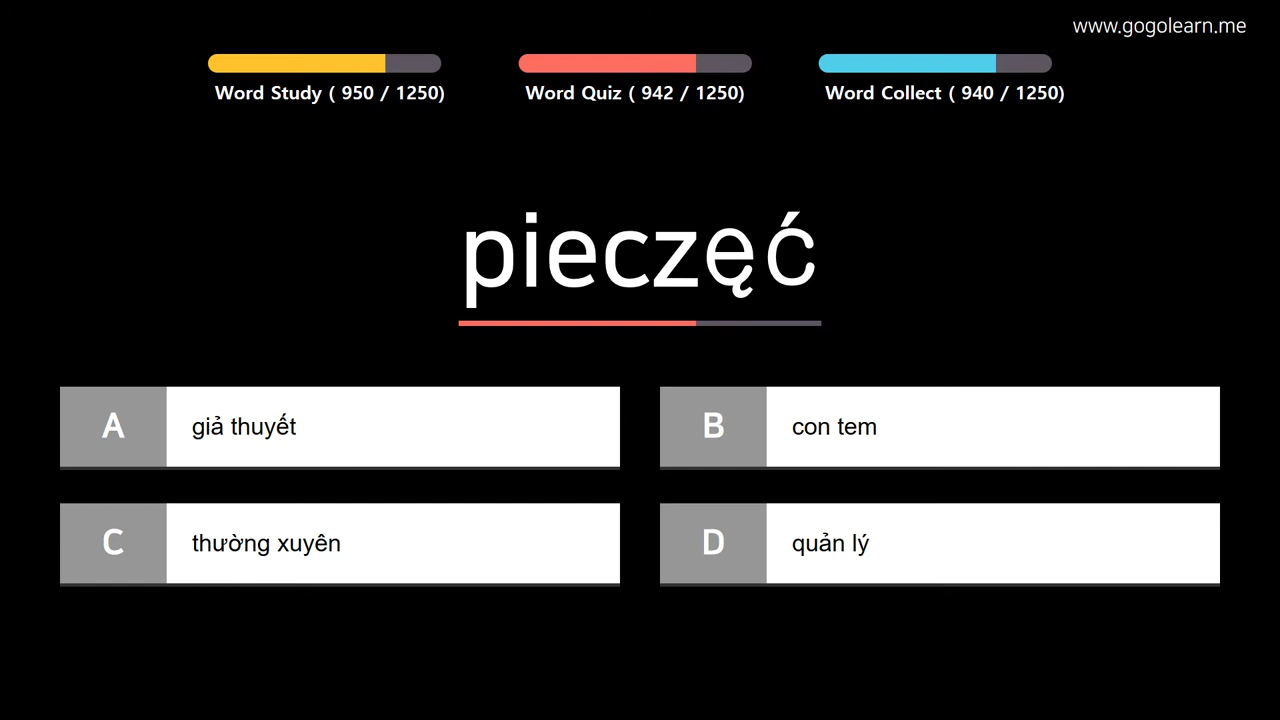 www.gogolearn.me
Word Study ( 950 / 1250)
Word Quiz ( 942 / 1250)
Word Collect ( 940 / 1250)
pieczęć
A giả thuyết
B con tem
C thường xuyên
D quản lý